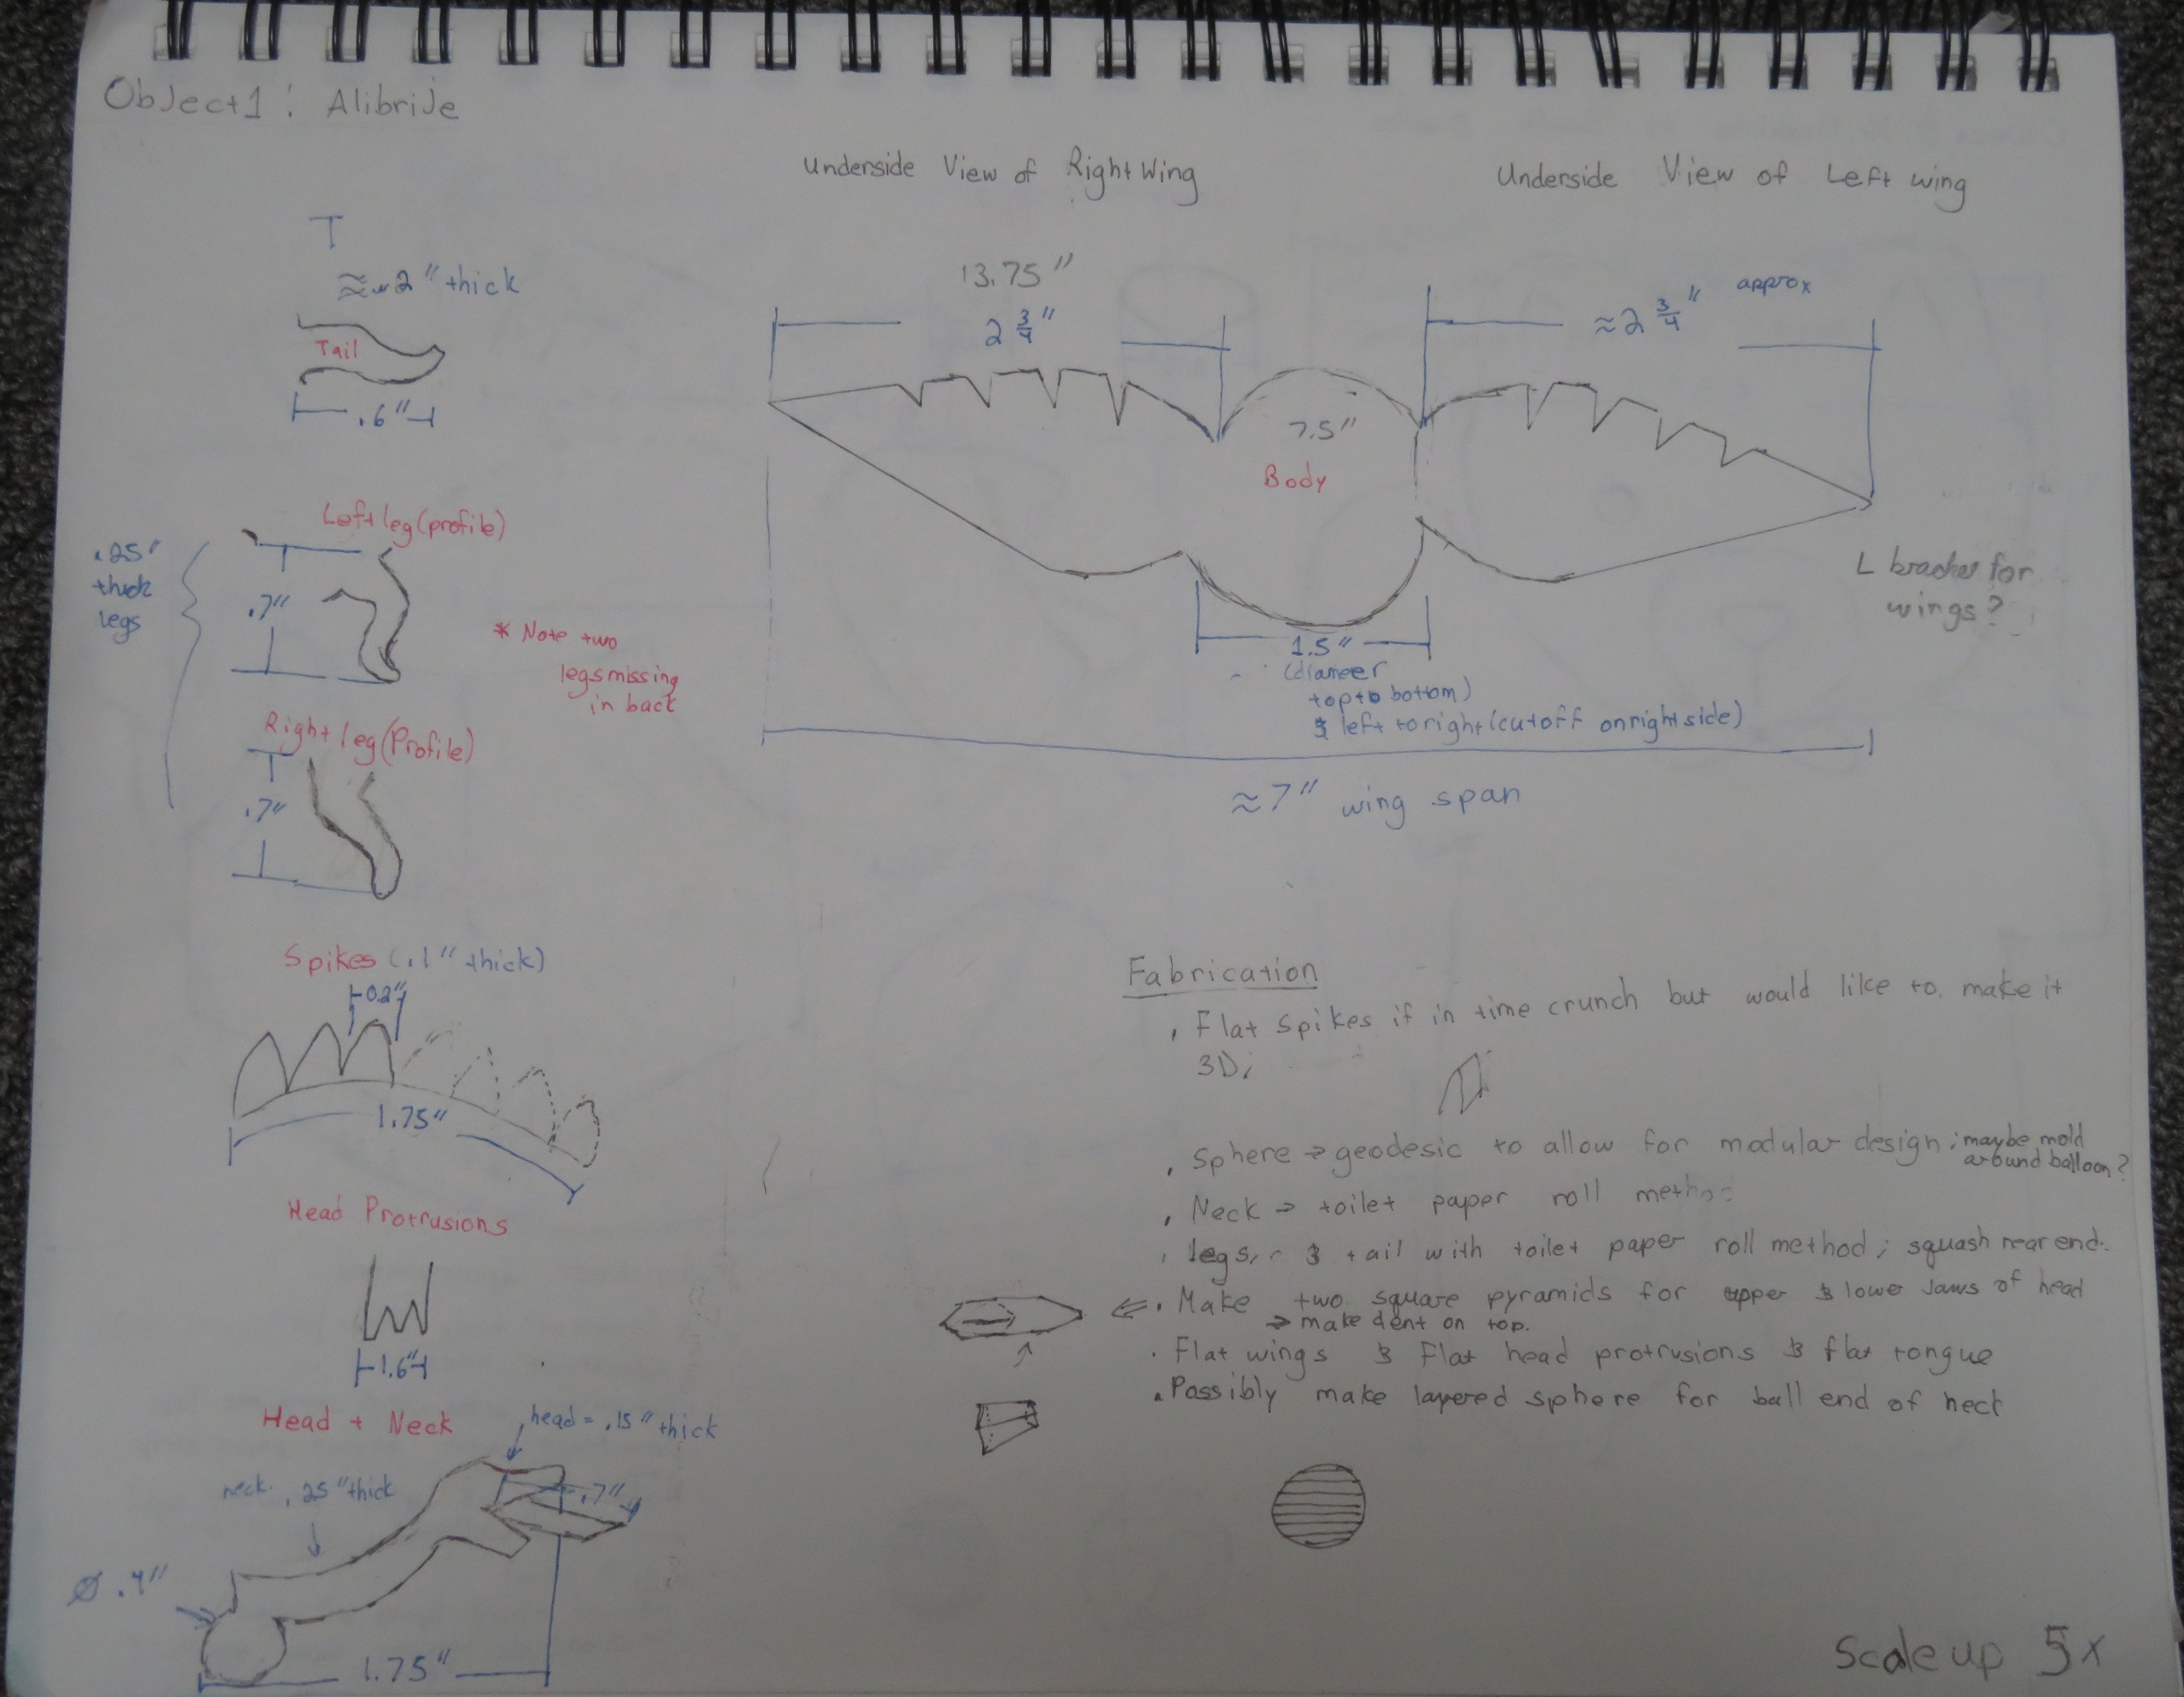 Object1: Alibrije
Underside View of Right Wing
Underside View of Left wing
T
≈ .2" thick
Tail
.6"
13.75"
2 3/4"
≈2 3/4" approx
7.5"
Body
L bracket for
wings?
1.5"
(diameer
top to bottom)
& left to right (cutoff on right side)
≈7" wing span
Left leg (profile)
.25"
thick
legs
.7"
* Note two
legs missing
in back
Right leg (Profile)
.7"
Spikes (.1" thick)
0.2"
1.75"
Head Protrusions
1.6"
Head + Neck
head = .15" thick
neck .25" thick
.7"
Ø .4"
1.75"
Fabrication
. Flat Spikes if in time crunch but would like to make it
3D;
. Sphere → geodesic to allow for modular design; maybe mold
around balloon?
. Neck → toilet paper roll method
. legs, & tail with toilet paper roll method; squash rear end.
. Make two square pyramids for upper & lower Jaws of head
→ make dent on top.
. Flat wings & Flat head protrusions & flat tongue
. Possibly make layered sphere for ball end of neck
Scale up 5x